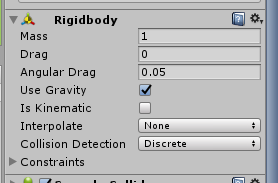 Rigidbody
Mass 1
Drag 0
Angular Drag 0.05
Use Gravity
Is Kinematic
Interpolate None
Collision Detection Discrete
Constraints